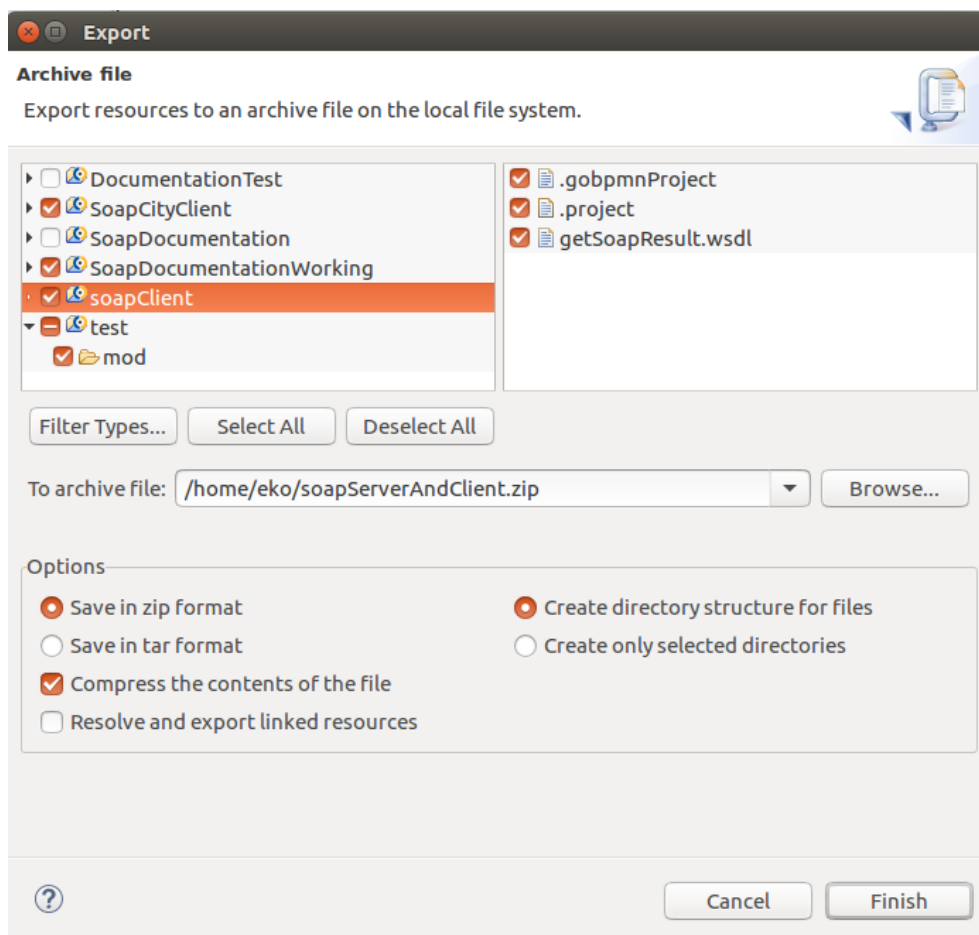 Export
Archive file
Export resources to an archive file on the local file system.
DocumentationTest
SoapCityClient
SoapDocumentation
SoapDocumentationWorking
soapClient
test
mod
.gobpmnProject
.project
getSoapResult.wsdl
Filter Types... Select All Deselect All
To archive file: /home/eko/soapServerAndClient.zip Browse...
Options
Save in zip format Create directory structure for files
Save in tar format Create only selected directories
Compress the contents of the file
Resolve and export linked resources
? Cancel Finish